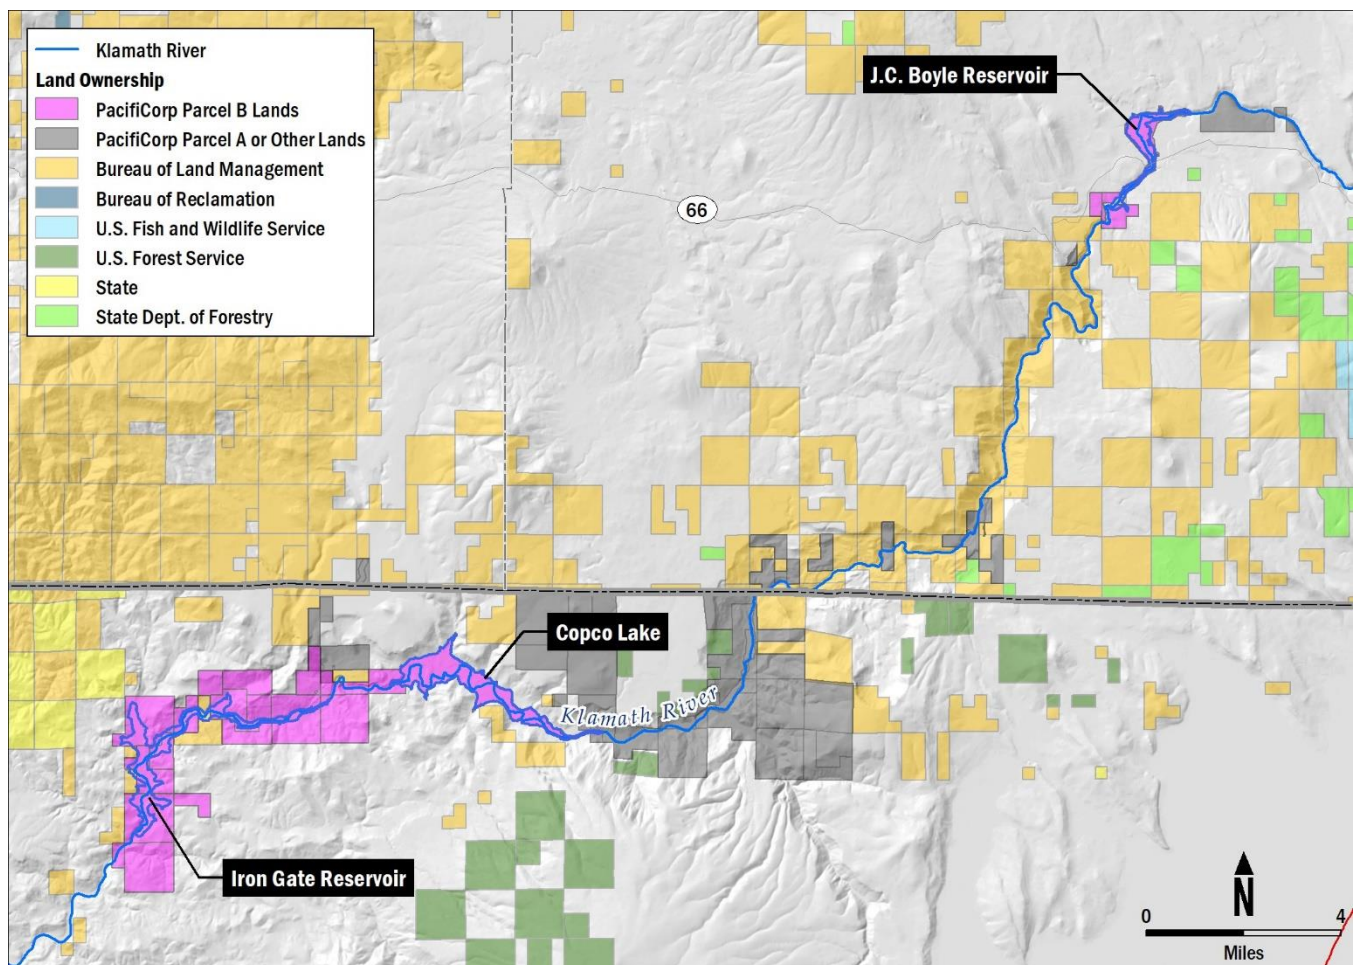 Klamath River
Land Ownership
PacifiCorp Parcel B Lands
PacifiCorp Parcel A or Other Lands
Bureau of Land Management
Bureau of Reclamation
U.S. Fish and Wildlife Service
U.S. Forest Service
State
State Dept. of Forestry
J.C. Boyle Reservoir
66
Copco Lake
Klamath River
Iron Gate Reservoir
N
0 4
Miles